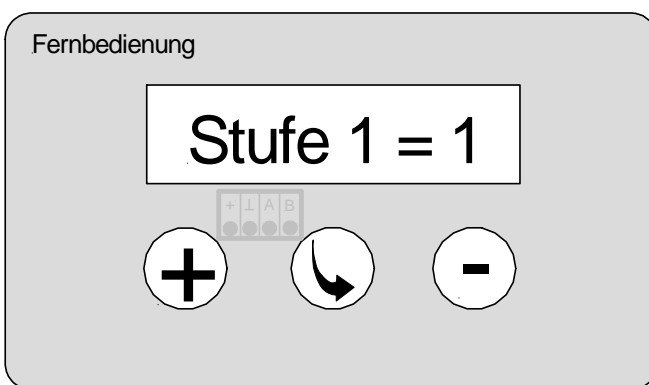 Fernbedienung
Stufe 1 = 1
+ ⊥ A B
+ -